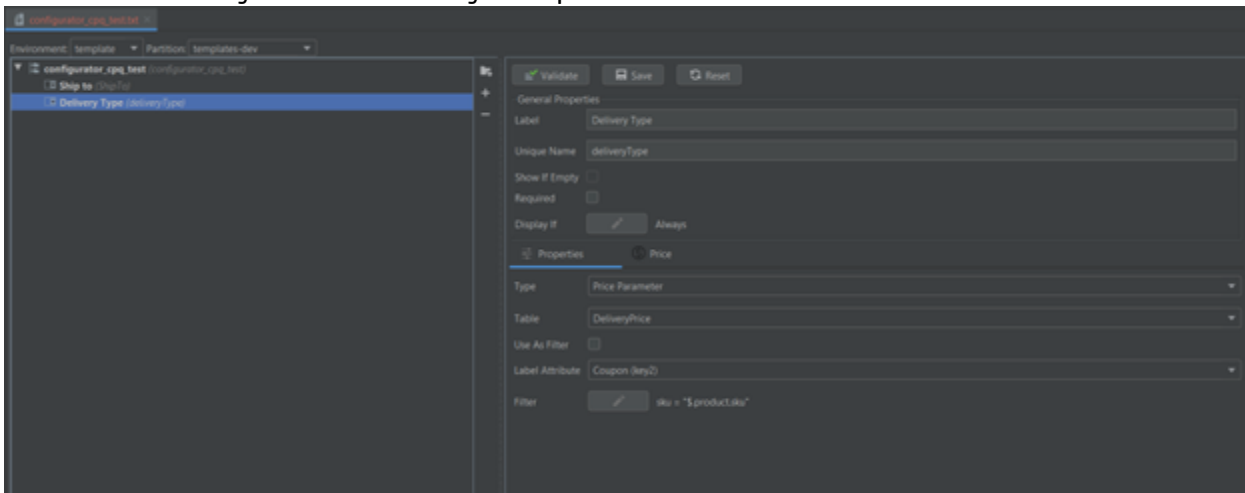 configurator_cpq_test.txt ×
Environment: template Partition: templates-dev
configurator_cpq_test (configurator_cpq_test)
Ship to (ShipTo)
Delivery Type (deliveryType)
Validate Save Reset
General Properties
Label Delivery Type
Unique Name deliveryType
Show If Empty
Required
Display If Always
Properties Price
Type Price Parameter
Table DeliveryPrice
Use As Filter
Label Attribute Coupon (key2)
Filter sku = "$.product.sku"